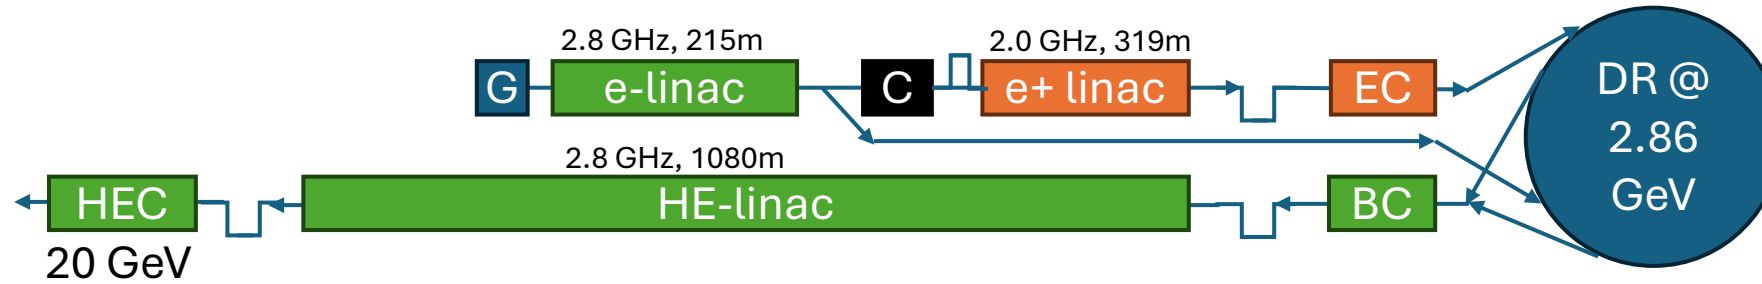 2.8 GHz, 215m
2.0 GHz, 319m
G
e-linac
C
e+ linac
EC
DR @
2.86
GeV
2.8 GHz, 1080m
HEC
HE-linac
BC
20 GeV